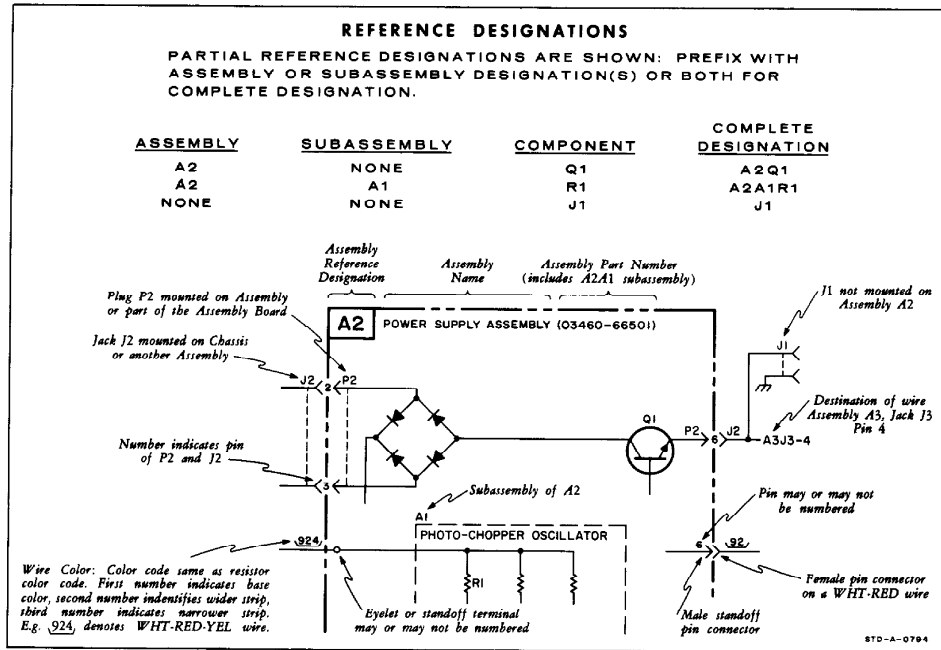 REFERENCE DESIGNATIONS
PARTIAL REFERENCE DESIGNATIONS ARE SHOWN: PREFIX WITH
ASSEMBLY OR SUBASSEMBLY DESIGNATION(S) OR BOTH FOR
COMPLETE DESIGNATION.
ASSEMBLY SUBASSEMBLY COMPONENT COMPLETE DESIGNATION
A2 NONE Q1 A2Q1
A2 A1 R1 A2A1R1
NONE NONE J1 J1
Assembly
Reference
Designation
Assembly
Name
Assembly Part Number
(includes A2A1 subassembly)
Plug P2 mounted on Assembly
or part of the Assembly Board
J1 not mounted on
Assembly A2
A2 POWER SUPPLY ASSEMBLY (03460-66501)
Jack J2 mounted on Chassis
or another Assembly
J1
J2 2 P2
Destination of wire
Assembly A3, Jack J3
Pin 4
Q1
P2 6 J2
A3J3-4
Number indicates pin
of P2 and J2
3
Subassembly of A2
Pin may or may not
be numbered
A1
PHOTO-CHOPPER OSCILLATOR
924
6 92
R1
Wire Color: Color code same as resistor
color code. First number indicates base
color, second number indentifies wider strip,
third number indicates narrower strip.
E.g. 924 denotes WHT-RED-YEL wire.
Eyelet or standoff terminal
may or may not be numbered
Female pin connector
on a WHT-RED wire
Male standoff
pin connector
STD-A-0794